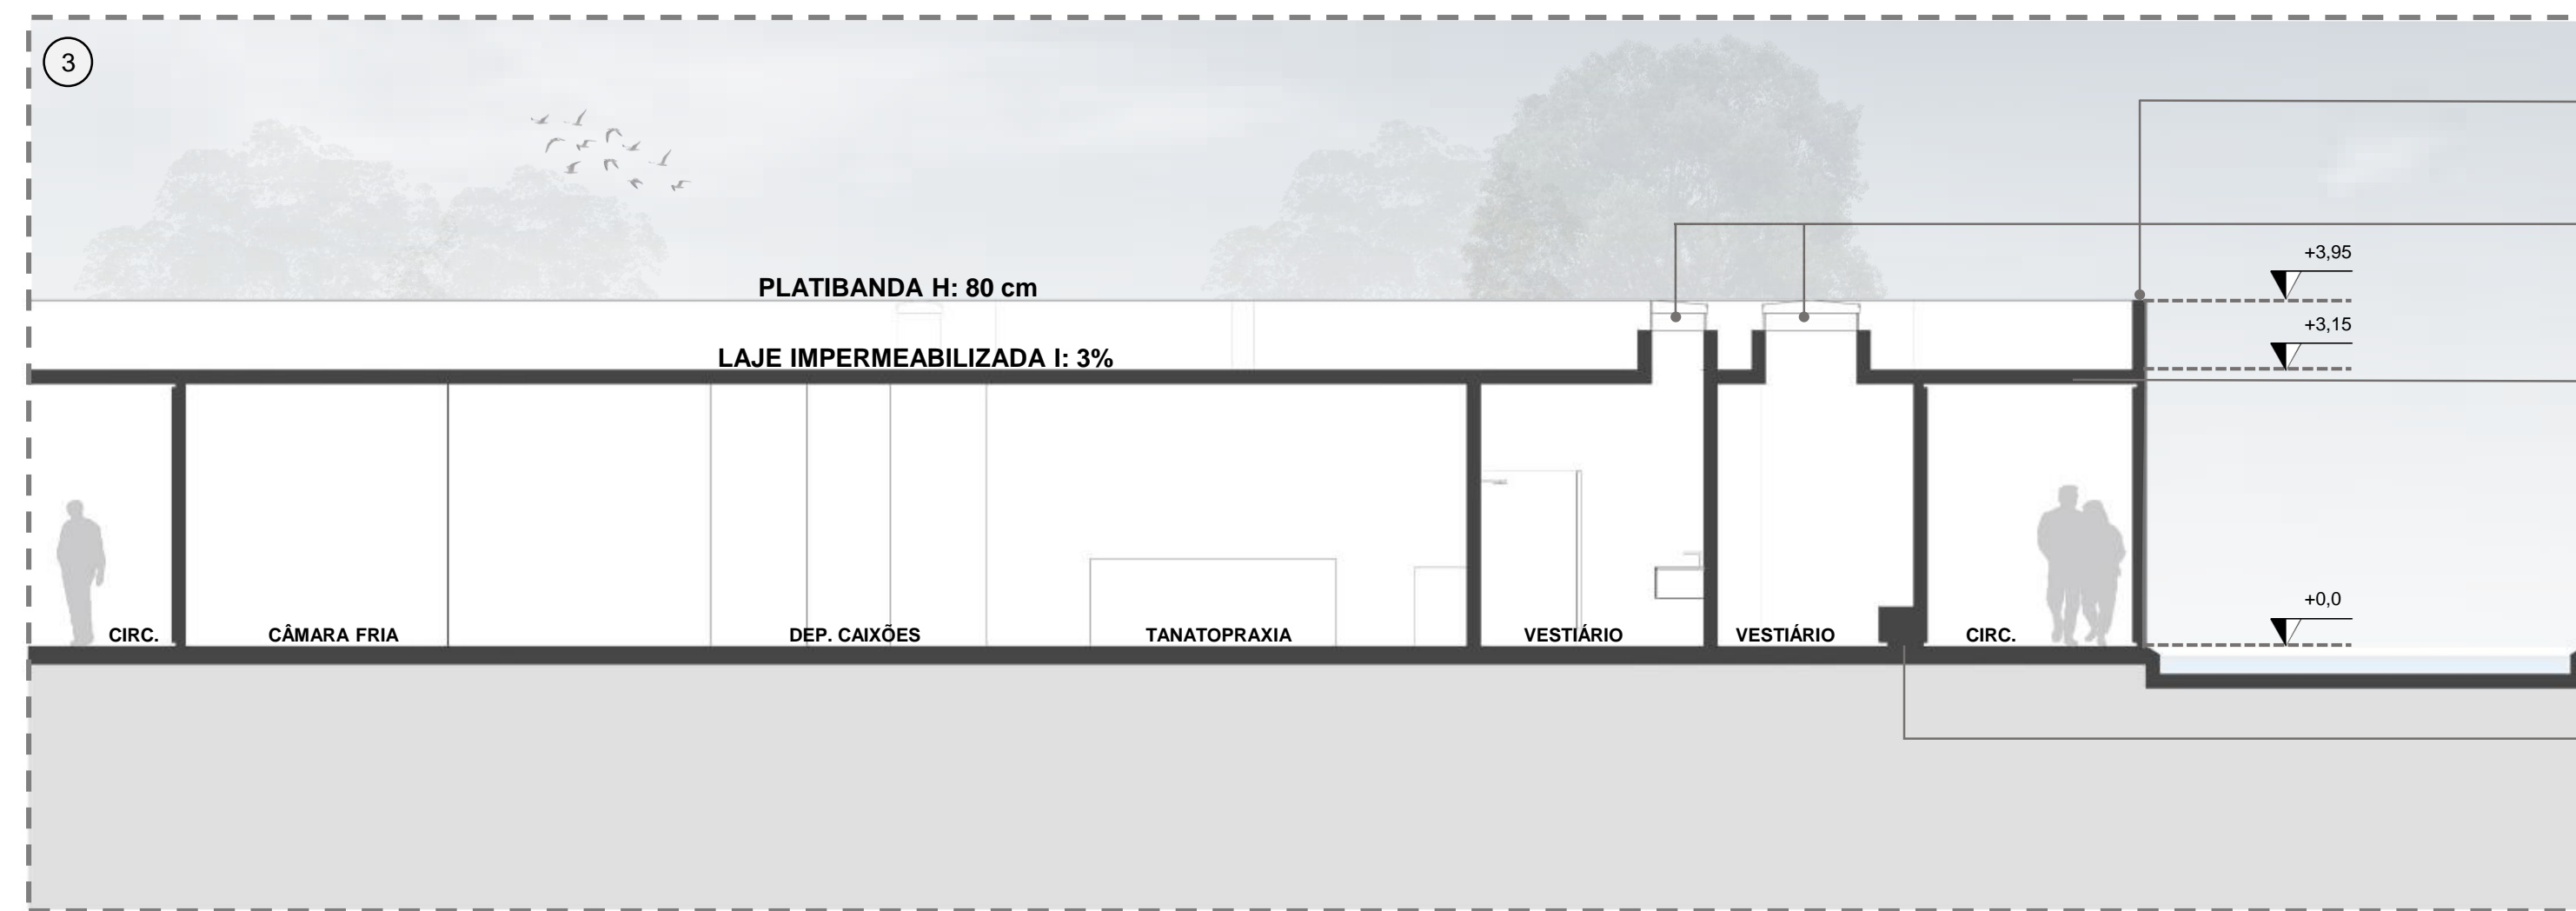 3
+3,95
PLATIBANDA H: 80 cm
+3,15
LAJE IMPERMEABILIZADA I: 3%
+0,0
CIRC.
CÂMARA FRIA
DEP. CAIXÕES
TANATOPRAXIA
VESTIÁRIO
VESTIÁRIO
CIRC.